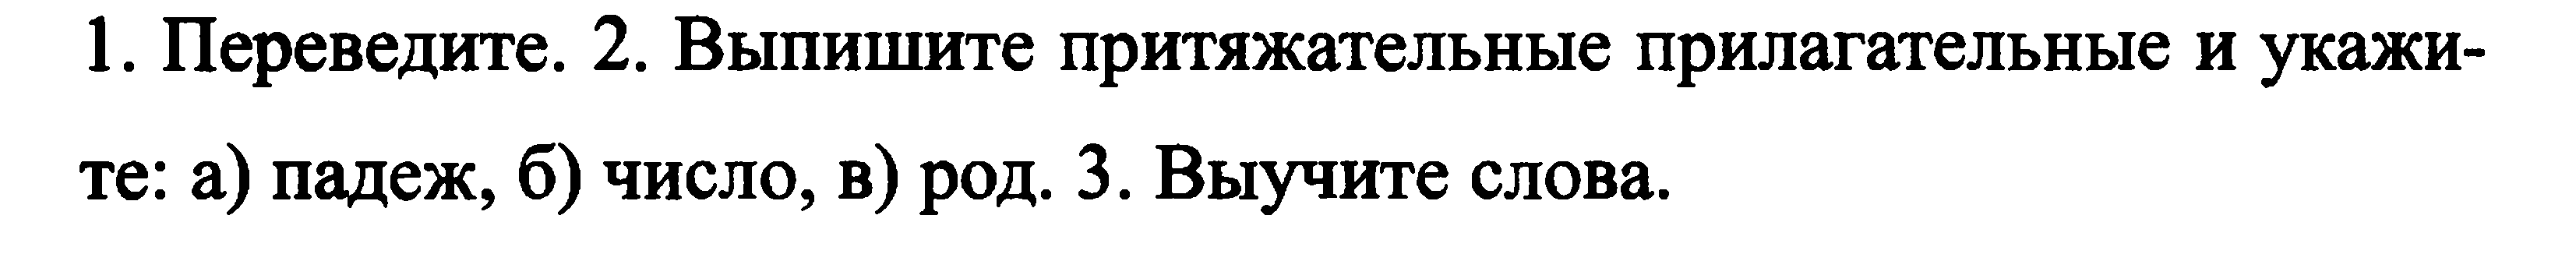 1. Переведите. 2. Выпишите притяжательные прилагательные и укажи-
те: а) падеж, б) число, в) род. 3. Выучите слова.